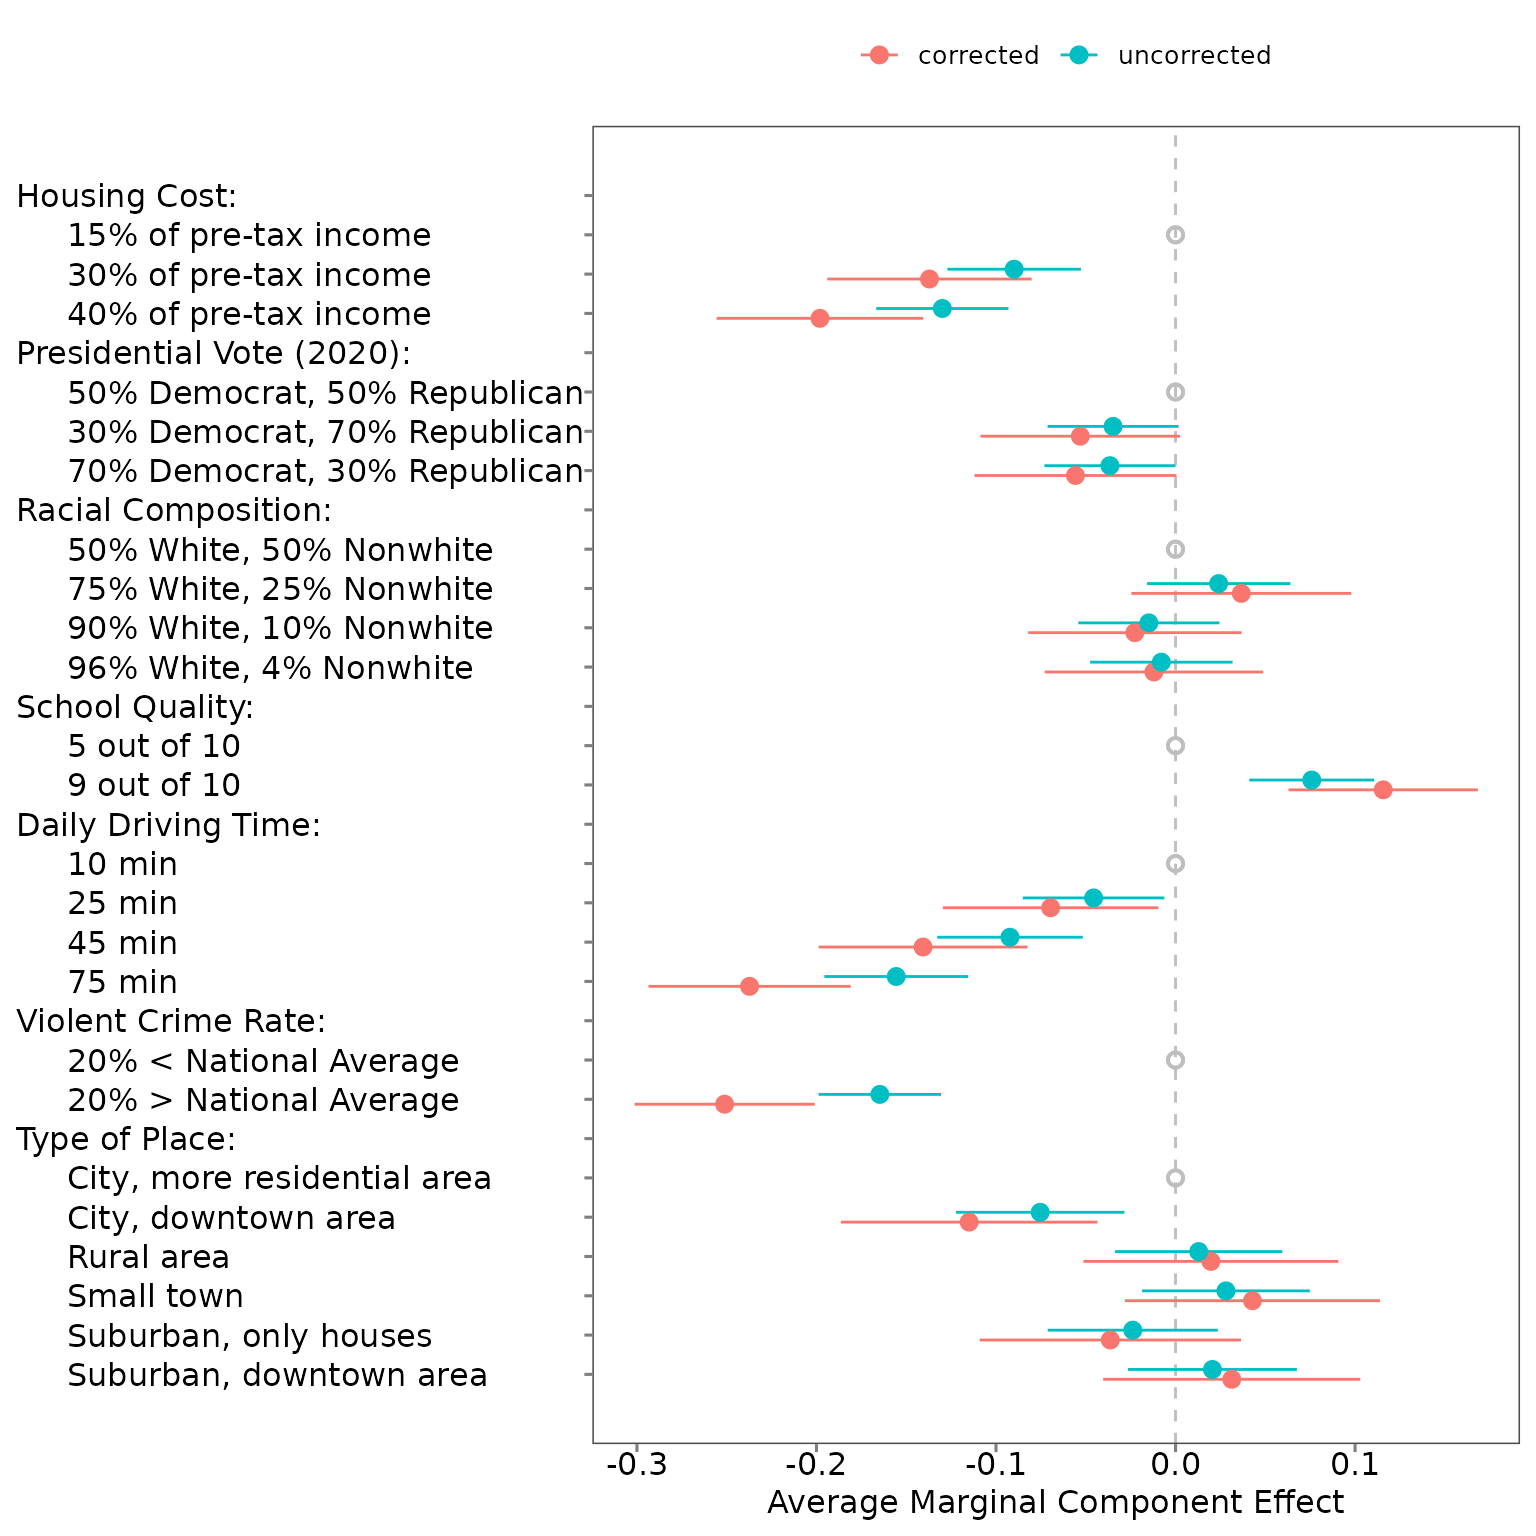 corrected uncorrected
Housing Cost:
15% of pre-tax income
30% of pre-tax income
40% of pre-tax income
Presidential Vote (2020):
50% Democrat, 50% Republican
30% Democrat, 70% Republican
70% Democrat, 30% Republican
Racial Composition:
50% White, 50% Nonwhite
75% White, 25% Nonwhite
90% White, 10% Nonwhite
96% White, 4% Nonwhite
School Quality:
5 out of 10
9 out of 10
Daily Driving Time:
10 min
25 min
45 min
75 min
Violent Crime Rate:
20% < National Average
20% > National Average
Type of Place:
City, more residential area
City, downtown area
Rural area
Small town
Suburban, only houses
Suburban, downtown area
-0.3 -0.2 -0.1 0.0 0.1
Average Marginal Component Effect